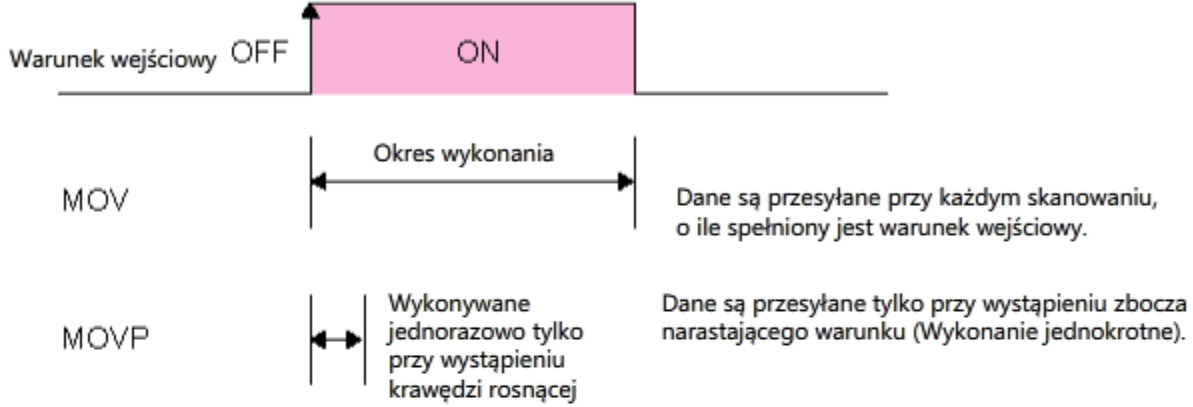 Warunek wejściowy OFF ON
Okres wykonania
MOV
Dane są przesyłane przy każdym skanowaniu,
o ile spełniony jest warunek wejściowy.
MOVP
Wykonywane
jednorazowo tylko
przy wystąpieniu
krawędzi rosnącej
Dane są przesyłane tylko przy wystąpieniu zbocza
narastającego warunku (Wykonanie jednokrotne).